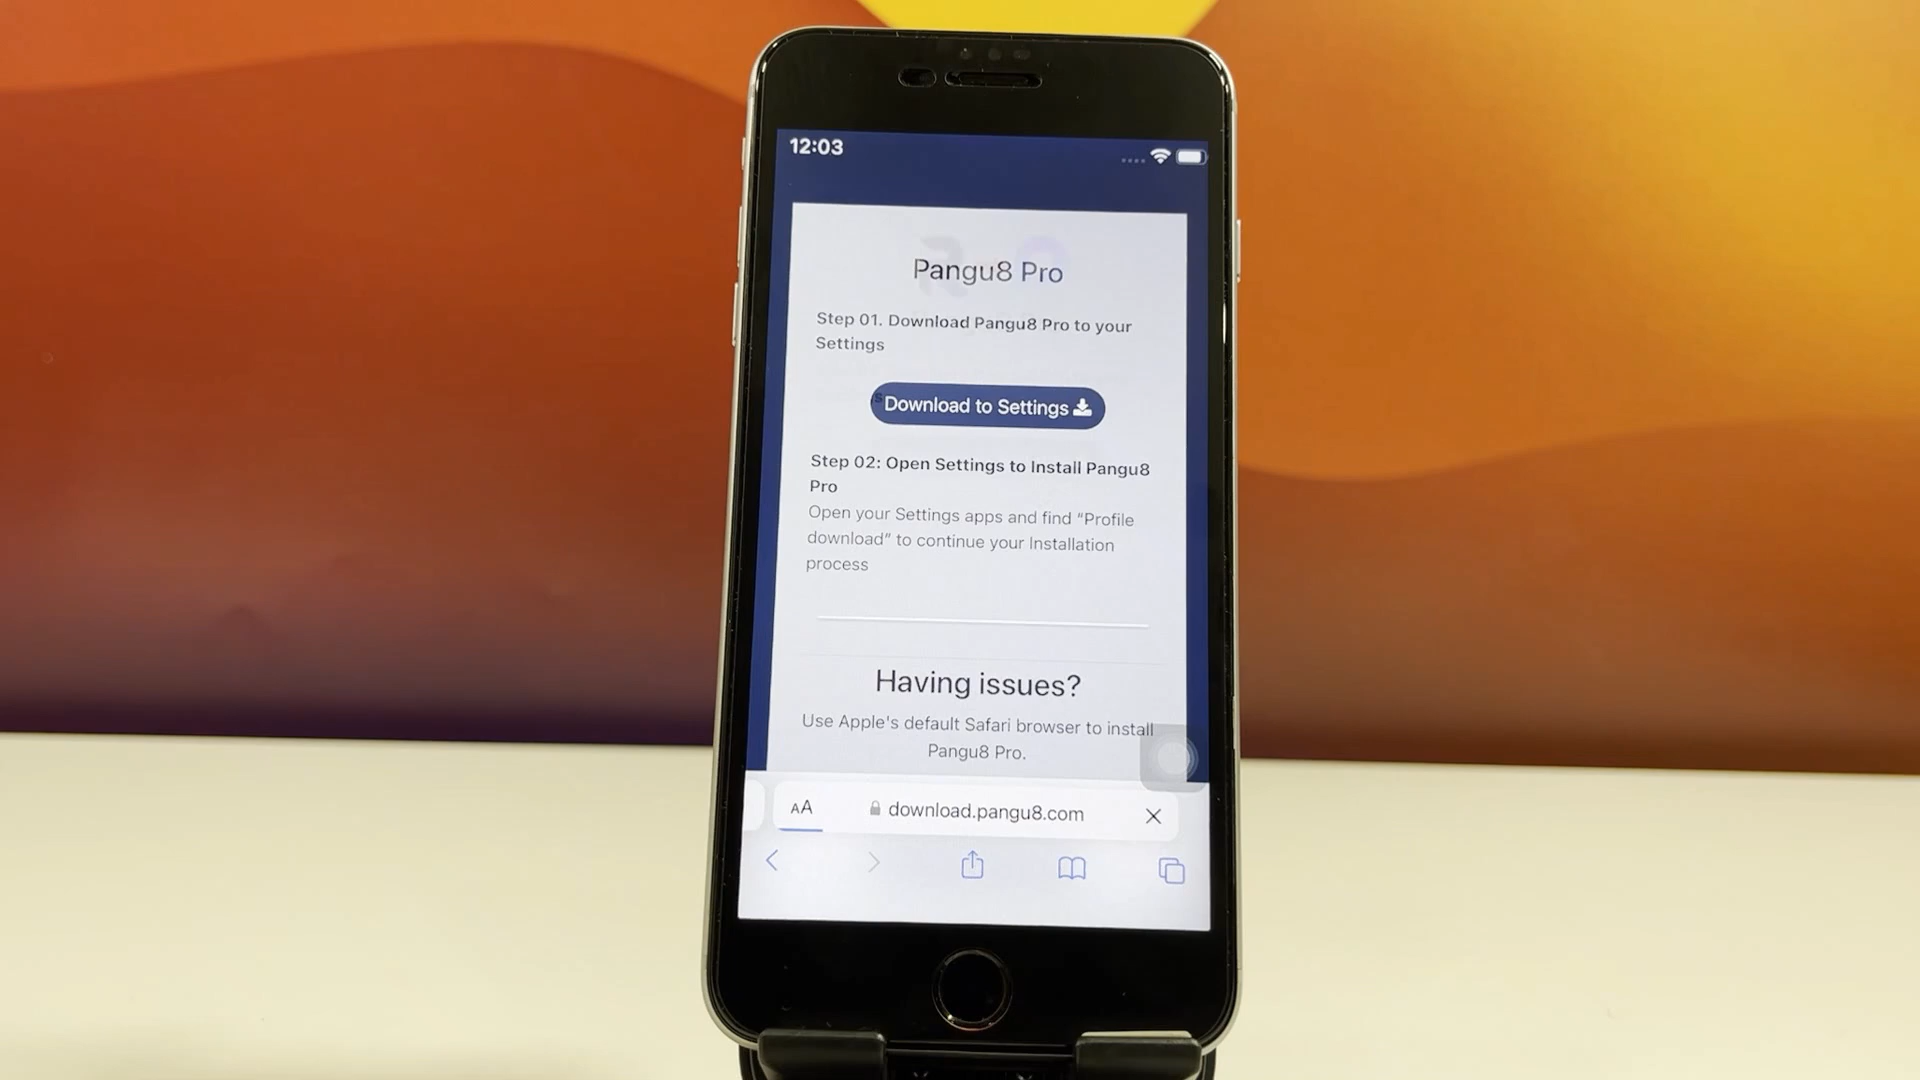 12:03
Pangu8 Pro
Step 01. Download Pangu8 Pro to your
Settings
Download to Settings
Step 02: Open Settings to Install Pangu8
Pro
Open your Settings apps and find “Profile
download” to continue your Installation
process
Having issues?
Use Apple's default Safari browser to install
Pangu8 Pro.
AA
download.pangu8.com